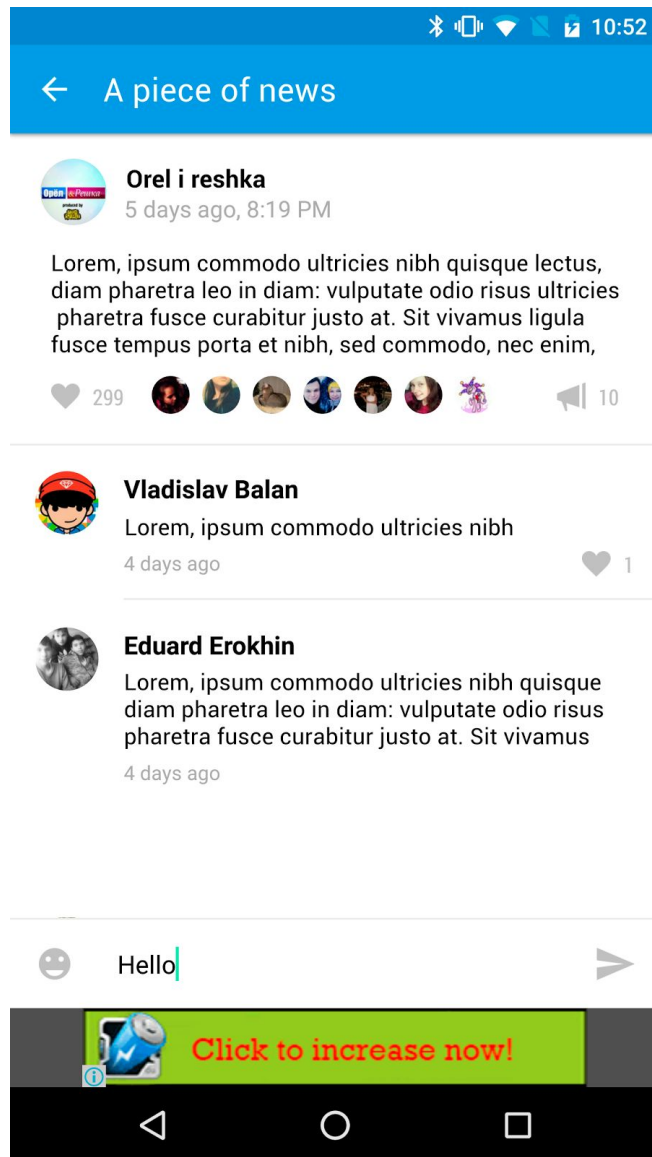 10:52
A piece of news
Орёл и Решка
Orel i reshka
5 days ago, 8:19 PM
Lorem, ipsum commodo ultricies nibh quisque lectus,
diam pharetra leo in diam: vulputate odio risus ultricies
pharetra fusce curabitur justo at. Sit vivamus ligula
fusce tempus porta et nibh, sed commodo, nec enim,
299
10
Vladislav Balan
Lorem, ipsum commodo ultricies nibh
4 days ago
1
Eduard Erokhin
Lorem, ipsum commodo ultricies nibh quisque
diam pharetra leo in diam: vulputate odio risus
pharetra fusce curabitur justo at. Sit vivamus
4 days ago
Hello
Click to increase now!